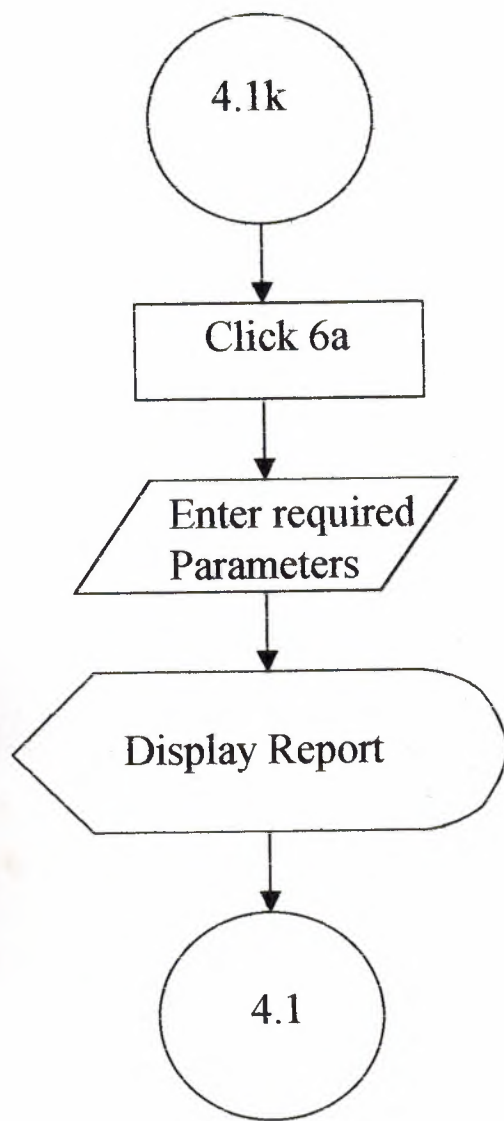 4.1k
Click 6a
Enter required
Parameters
Display Report
4.1